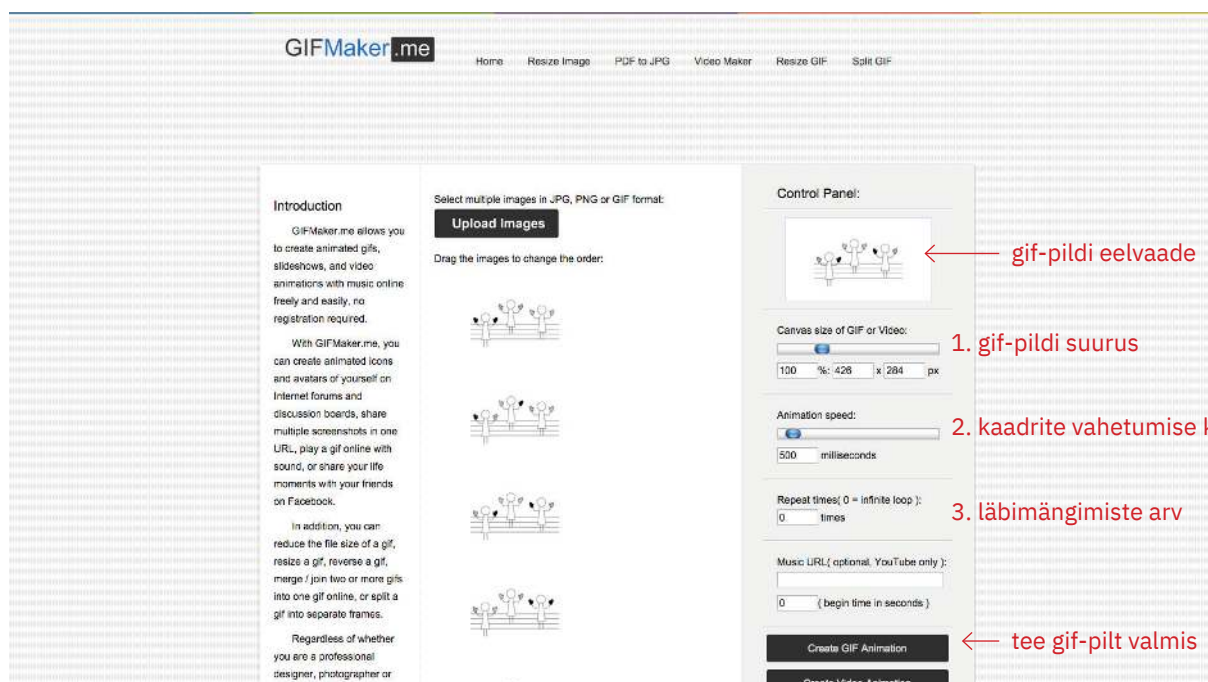 GIFMaker.me
Home Resize Image PDF to JPG Video Maker Resize GIF Split GIF
Introduction
GIFMaker.me allows you
to create animated gifs,
slideshows, and video
animations with music online
freely and easily, no
registration required.
With GIFMaker.me, you
can create animated icons
and avatars of yourself on
Internet forums and
discussion boards, share
multiple screenshots in one
URL, play a gif online with
sound, or share your life
moments with your friends
on Facebook.
In addition, you can
reduce the file size of a gif,
resize a gif, reverse a gif,
merge / join two or more gifs
into one gif online, or split a
gif into separate frames.
Regardless of whether
you are a professional
designer, photographer or
Select multiple images in JPG, PNG or GIF format:
Upload Images
Drag the images to change the order:
Control Panel:
gif-pildi eelvaade
Canvas size of GIF or Video:
1. gif-pildi suurus
100 %: 426 x 284 px
Animation speed:
2. kaadrite vahetumise
500 milliseconds
Repeat times( 0 = infinite loop ):
0 times
3. läbimängimiste arv
Music URL( optional, YouTube only ):
0 ( begin time in seconds )
Create GIF Animation
tee gif-pilt valmis
Create Video Animation